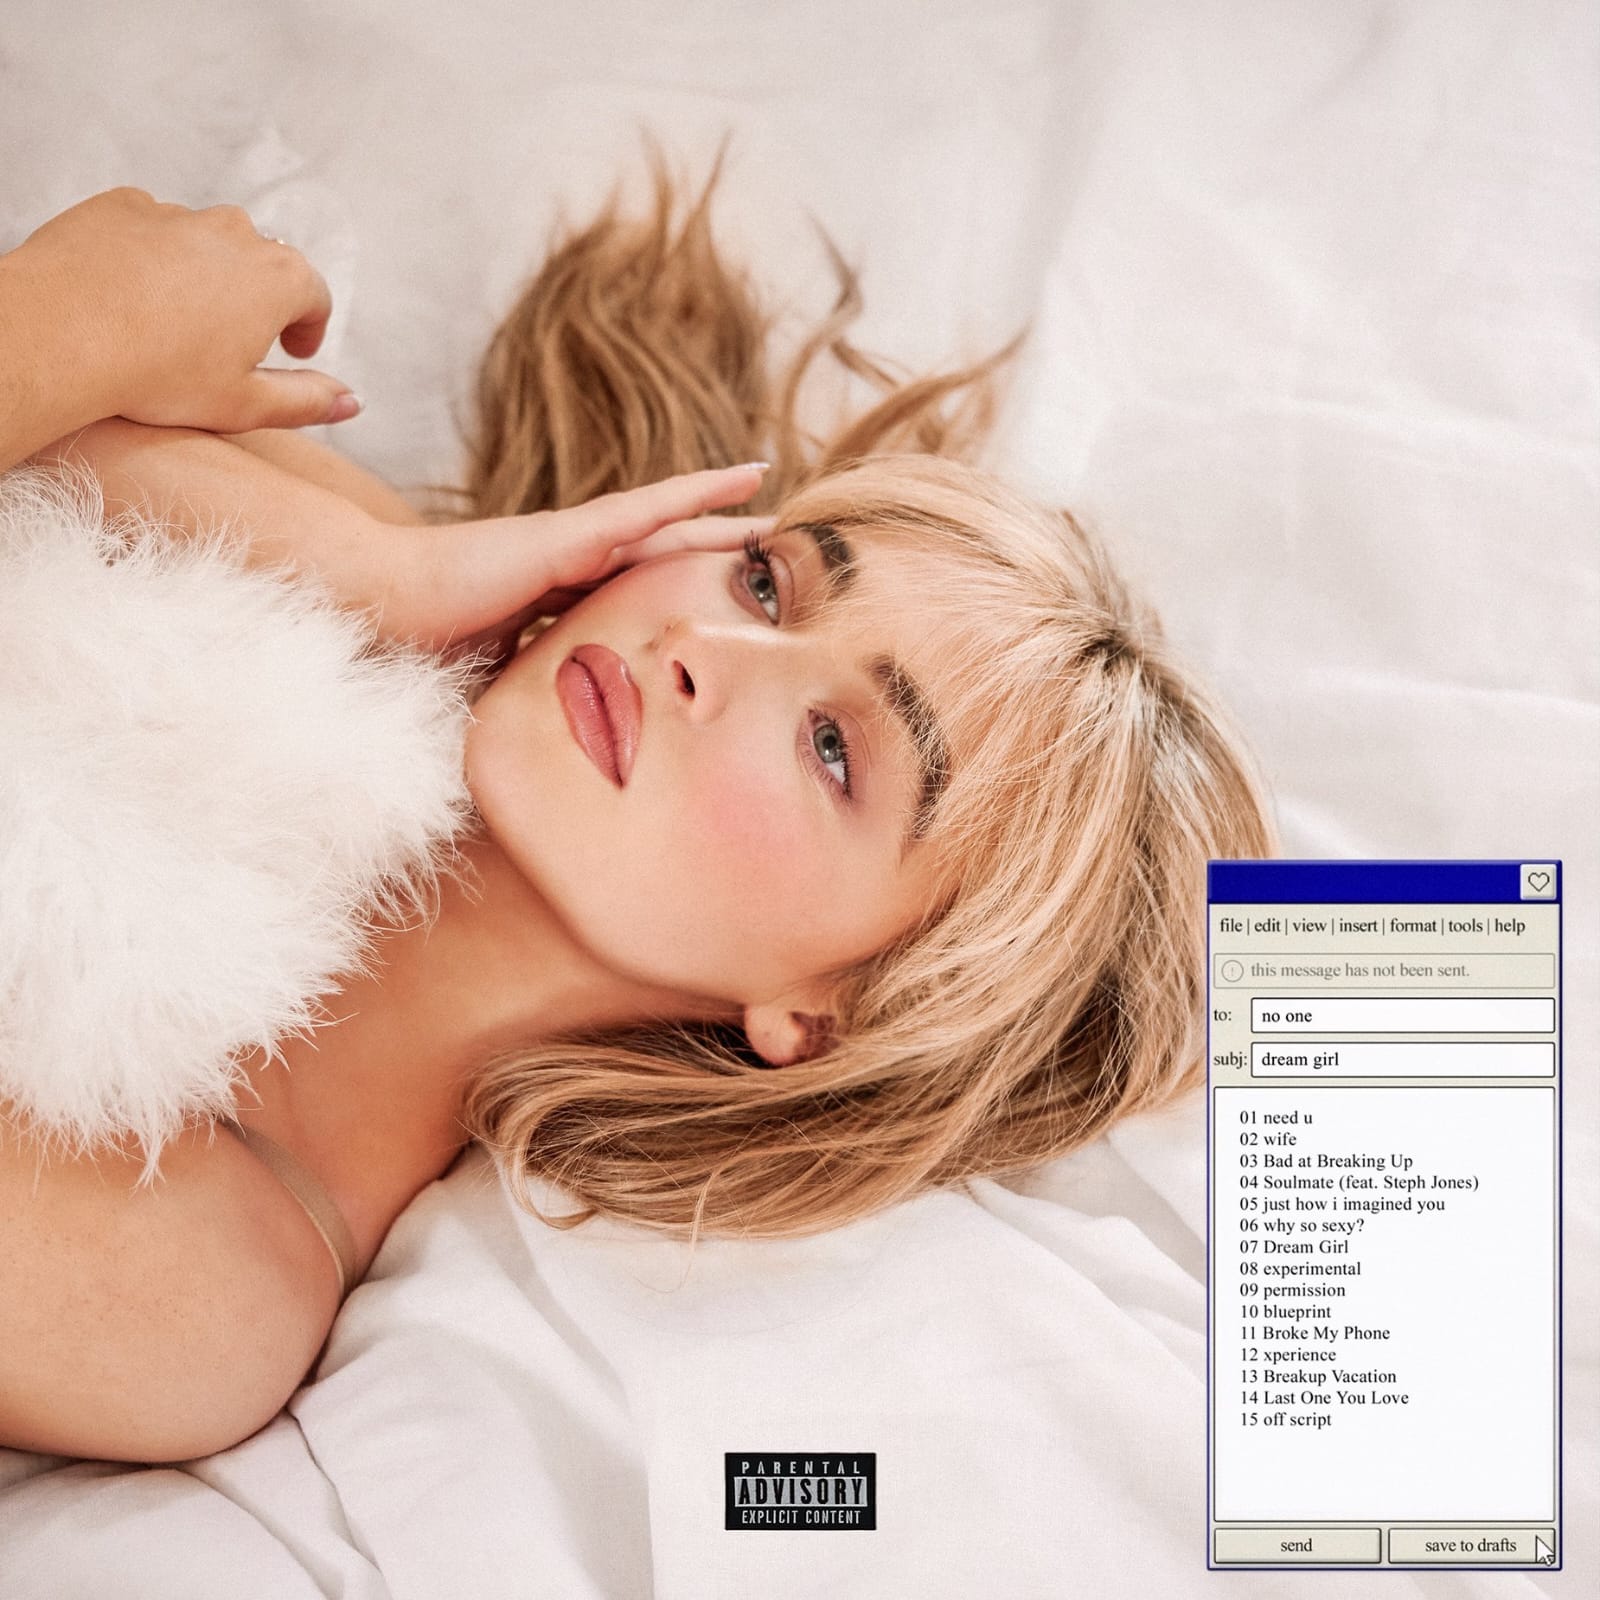 file | edit | view | insert | format | tools | help
this message has not been sent.
to: no one
subj: dream girl
01 need u
02 wife
03 Bad at Breaking Up
04 Soulmate (feat. Steph Jones)
05 just how i imagined you
06 why so sexy?
07 Dream Girl
08 experimental
09 permission
10 blueprint
11 Broke My Phone
12 xperience
13 Breakup Vacation
14 Last One You Love
15 off script
send
save to drafts
PARENTAL
ADVISORY
EXPLICIT CONTENT